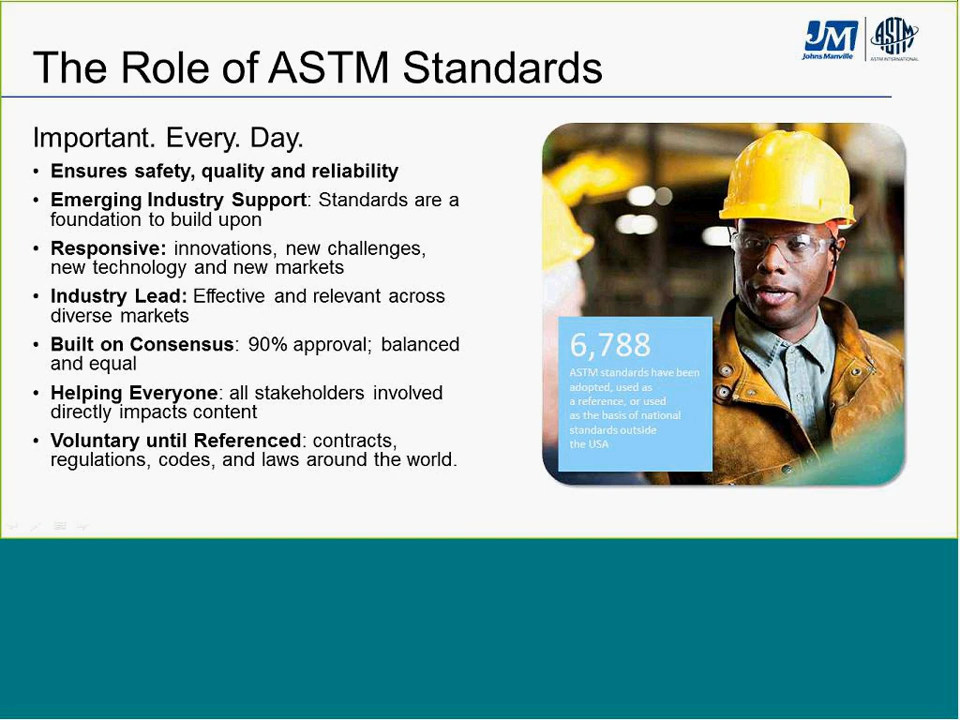 The Role of ASTM Standards
JM
Johns Manville
ASTM
ASTM INTERNATIONAL
Important. Every. Day.
• Ensures safety, quality and reliability
• Emerging Industry Support: Standards are a
foundation to build upon
• Responsive: innovations, new challenges,
new technology and new markets
• Industry Lead: Effective and relevant across
diverse markets
• Built on Consensus: 90% approval; balanced
and equal
• Helping Everyone: all stakeholders involved
directly impacts content
• Voluntary until Referenced: contracts,
regulations, codes, and laws around the world.
6,788
ASTM standards have been
adopted, used as
a reference, or used
as the basis of national
standards outside
the USA